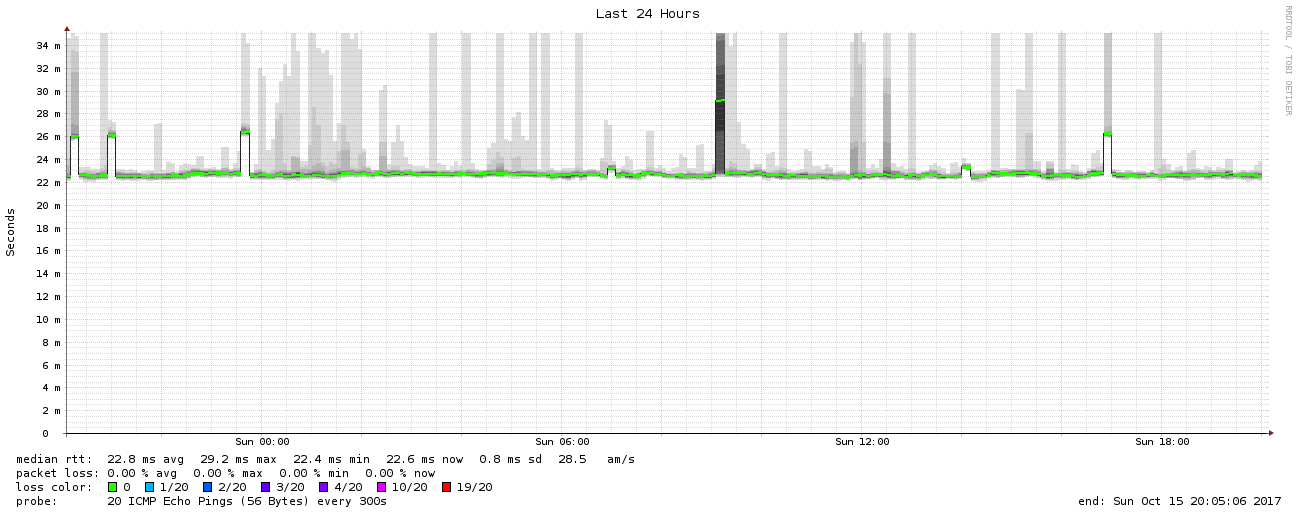 Last 24 Hours
RRDTOOL / TOBI OETIKER
34 m
32 m
30 m
28 m
26 m
24 m
22 m
20 m
18 m
16 m
14 m
12 m
10 m
8 m
6 m
4 m
2 m
0
Seconds
Sun 00:00 Sun 06:00 Sun 12:00 Sun 18:00
median rtt: 22.8 ms avg 29.2 ms max 22.4 ms min 22.6 ms now 0.8 ms sd 28.5 am/s
packet loss: 0.00 % avg 0.00 % max 0.00 % min 0.00 % now
loss color: 0 1/20 2/20 3/20 4/20 10/20 19/20
probe: 20 ICMP Echo Pings (56 Bytes) every 300s end: Sun Oct 15 20:05:06 2017